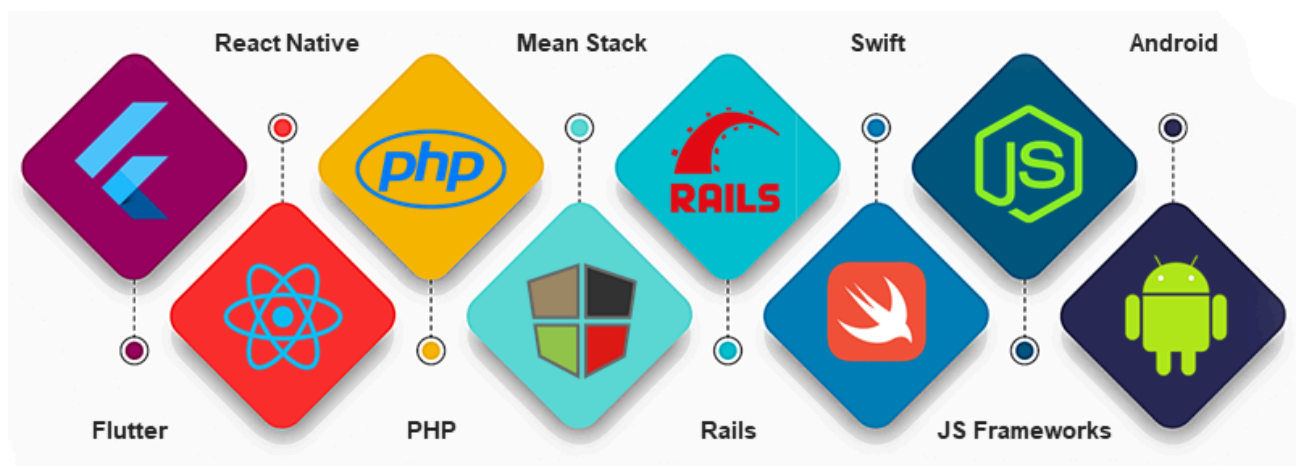 React Native
Mean Stack
Swift
Android
php
RAILS
JS
Flutter
PHP
Rails
JS Frameworks